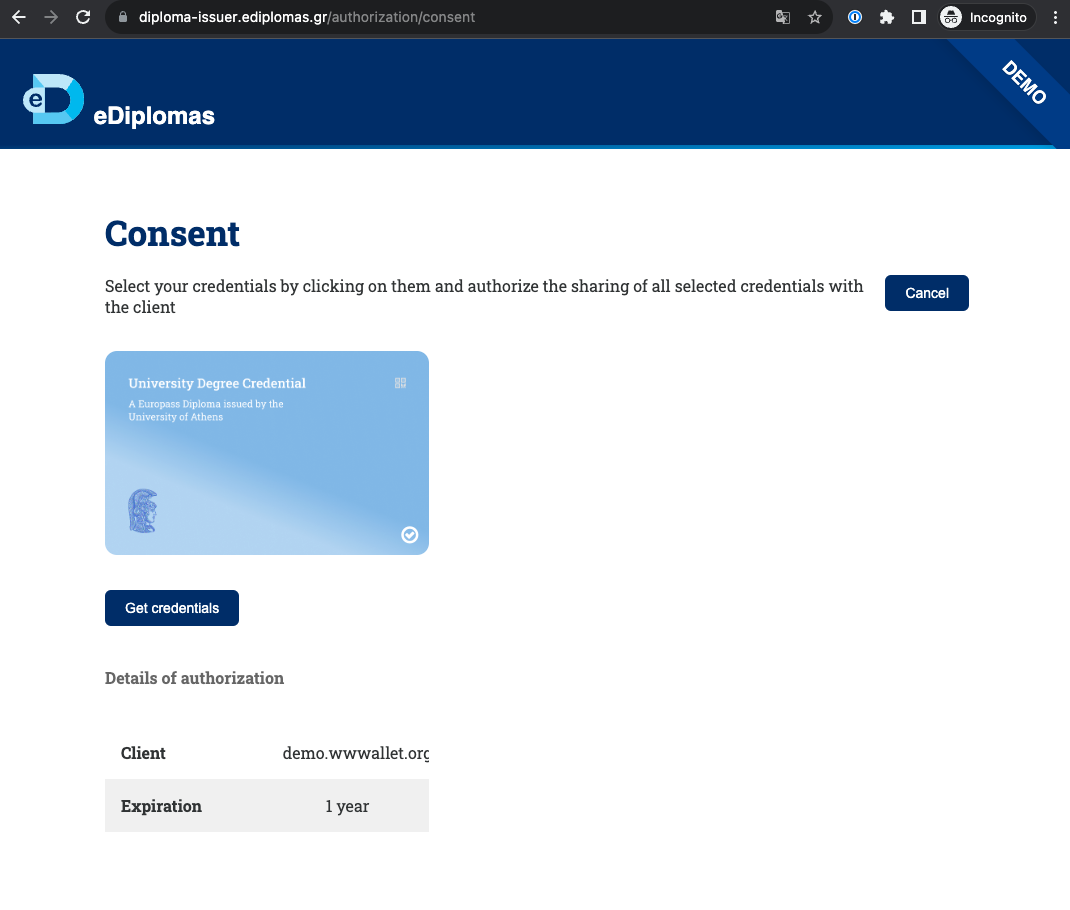 diploma-issuer.ediplomas.gr/authorization/consent
Incognito
DEMO
e
eDiplomas
Consent
Select your credentials by clicking on them and authorize the sharing of all selected credentials with
the client
Cancel
University Degree Credential
A Europass Diploma issued by the
University of Athens
Get credentials
Details of authorization
Client demo.wwwallet.org
Expiration 1 year